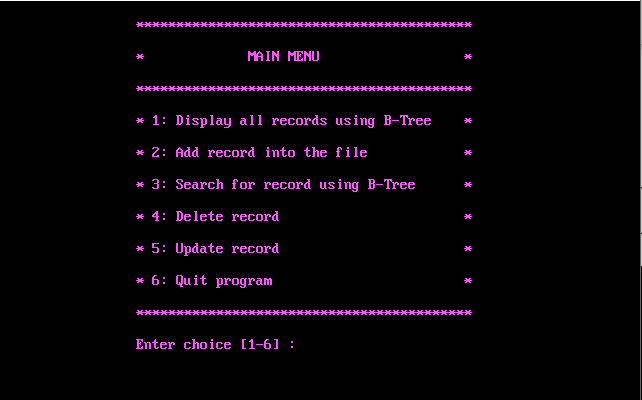 ******************************************
* MAIN MENU *
******************************************
* 1: Display all records using B-Tree *
* 2: Add record into the file *
* 3: Search for record using B-Tree *
* 4: Delete record *
* 5: Update record *
* 6: Quit program *
******************************************
Enter choice [1-6] :